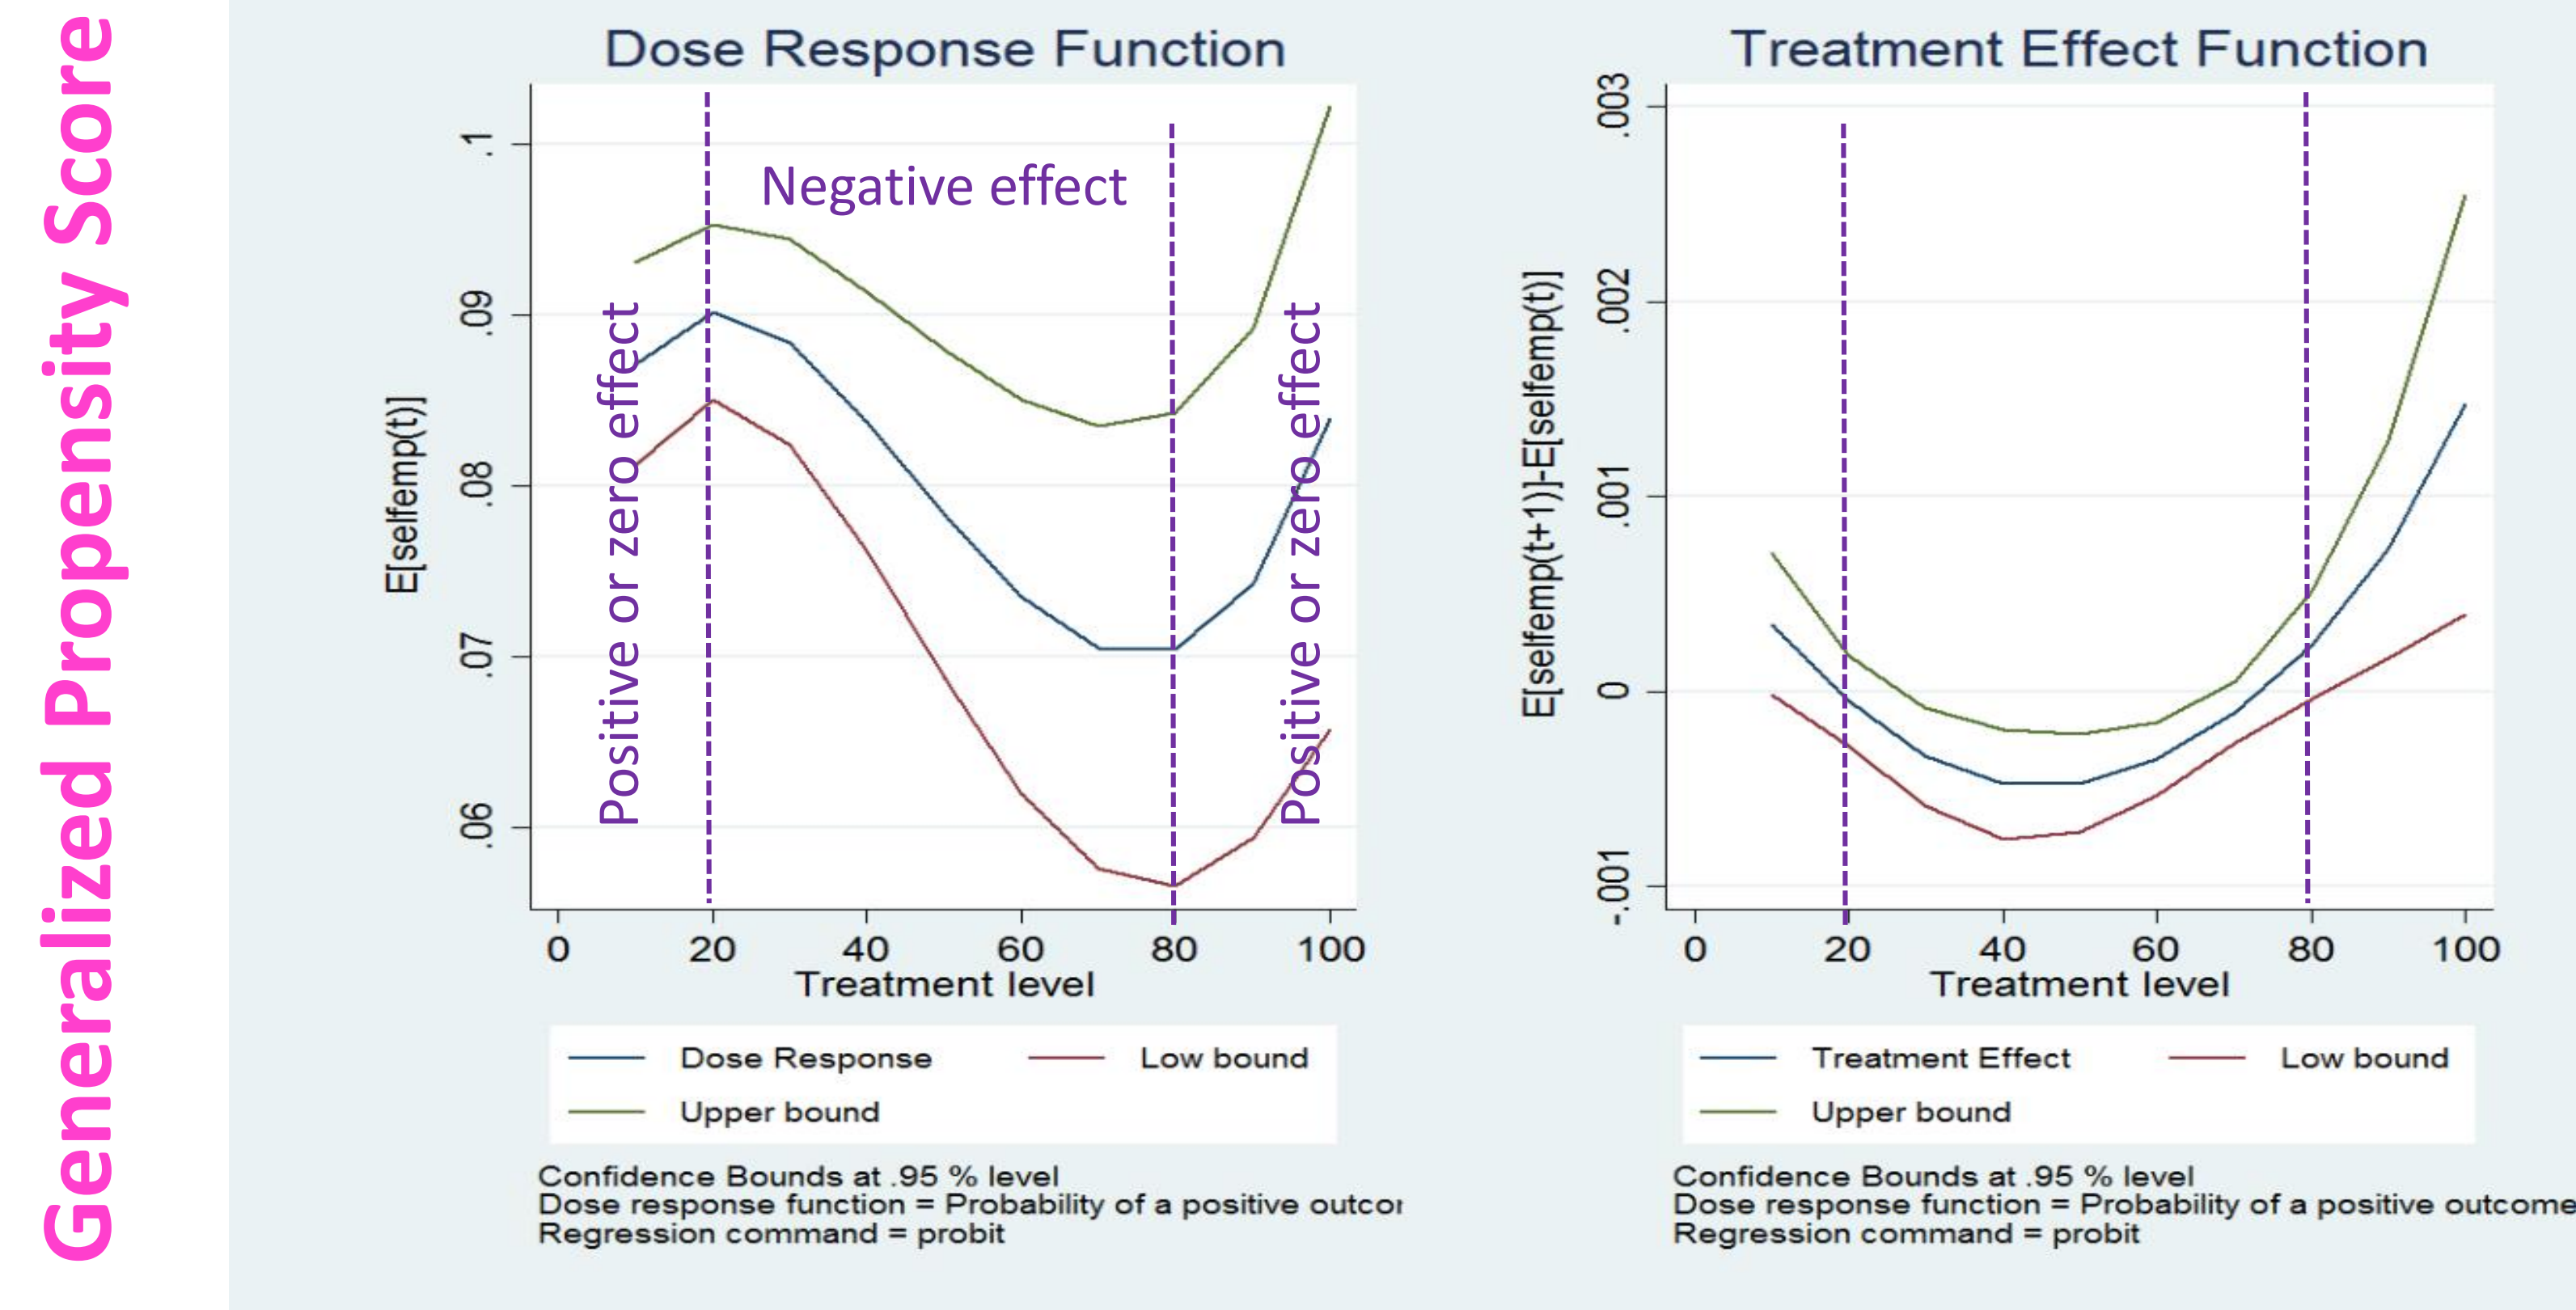 Generalized Propensity Score
Dose Response Function
E[selfemp(t)]
.1
.09
.08
.07
.06
Negative effect
Positive or zero effect
Positive or zero effect
0 20 40 60 80 100
Treatment level
Dose Response
Low bound
Upper bound
Confidence Bounds at .95 % level
Dose response function = Probability of a positive outcor
Regression command = probit
Treatment Effect Function
E[selfemp(t+1)]-E[selfemp(t)]
.003
.002
.001
0
-.001
0 20 40 60 80 100
Treatment level
Treatment Effect
Low bound
Upper bound
Confidence Bounds at .95 % level
Dose response function = Probability of a positive outcome
Regression command = probit